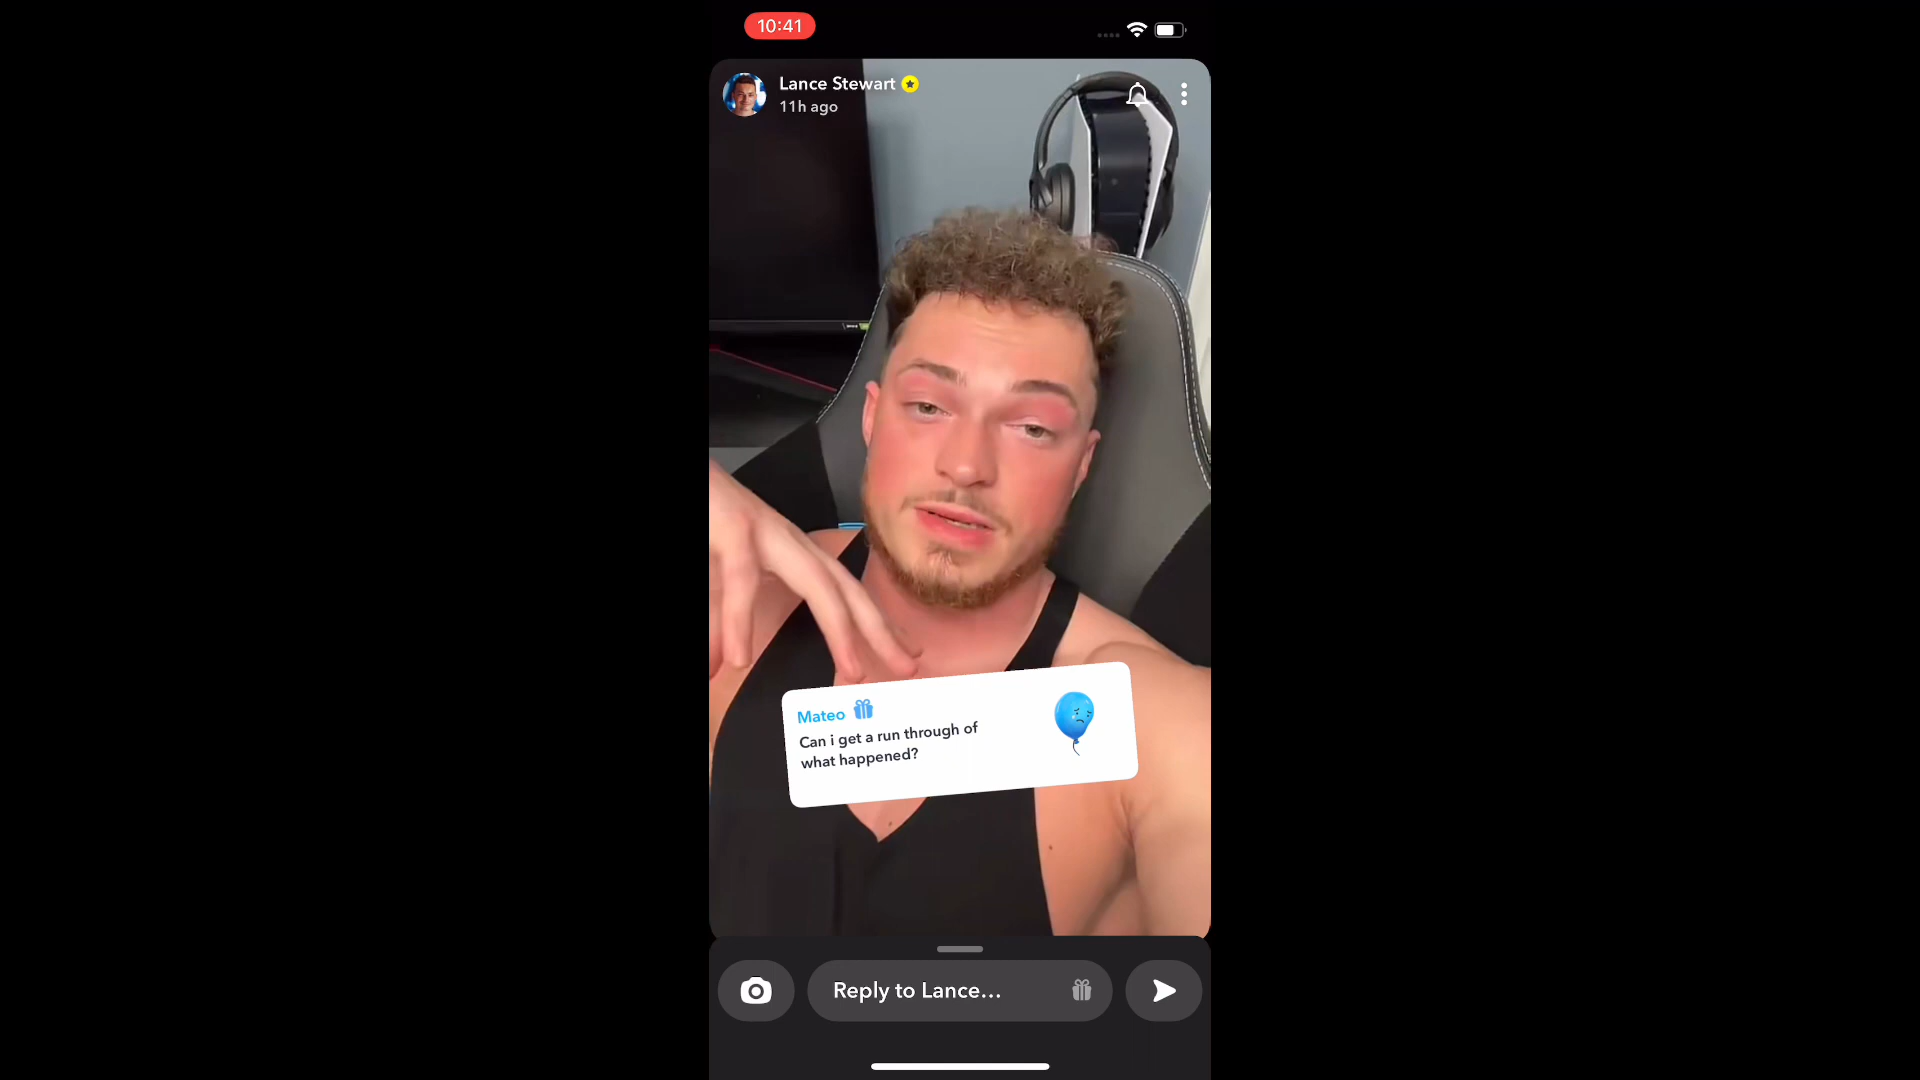 10:41
Lance Stewart
11h ago
Mateo
Can i get a run through of
what happened?
Reply to Lance...